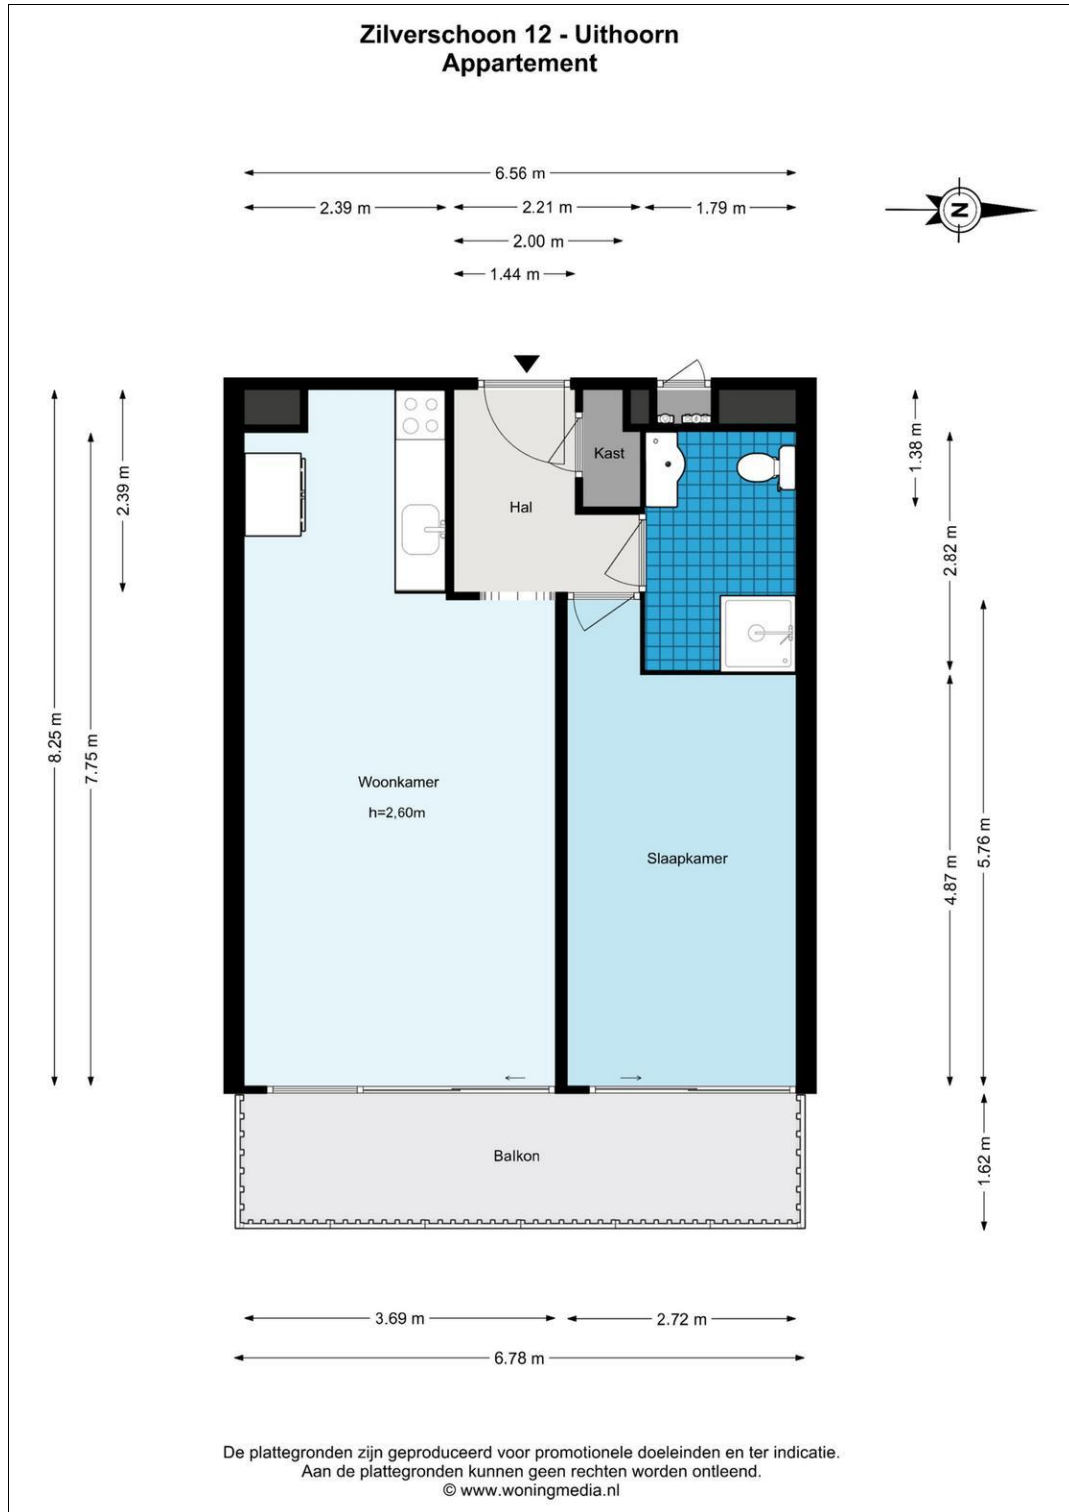 Zilverschoon 12 - Uithoorn
Appartement
6.56 m
2.39 m
2.21 m
1.79 m
2.00 m
1.44 m
N
8.25 m
7.75 m
2.39 m
1.38 m
2.82 m
4.87 m
5.76 m
1.62 m
Kast
Hal
Woonkamer
h=2,60m
Slaapkamer
Balkon
3.69 m
2.72 m
6.78 m
De plattegronden zijn geproduceerd voor promotionele doeleinden en ter indicatie.
Aan de plattegronden kunnen geen rechten worden ontleend.
© www.woningmedia.nl